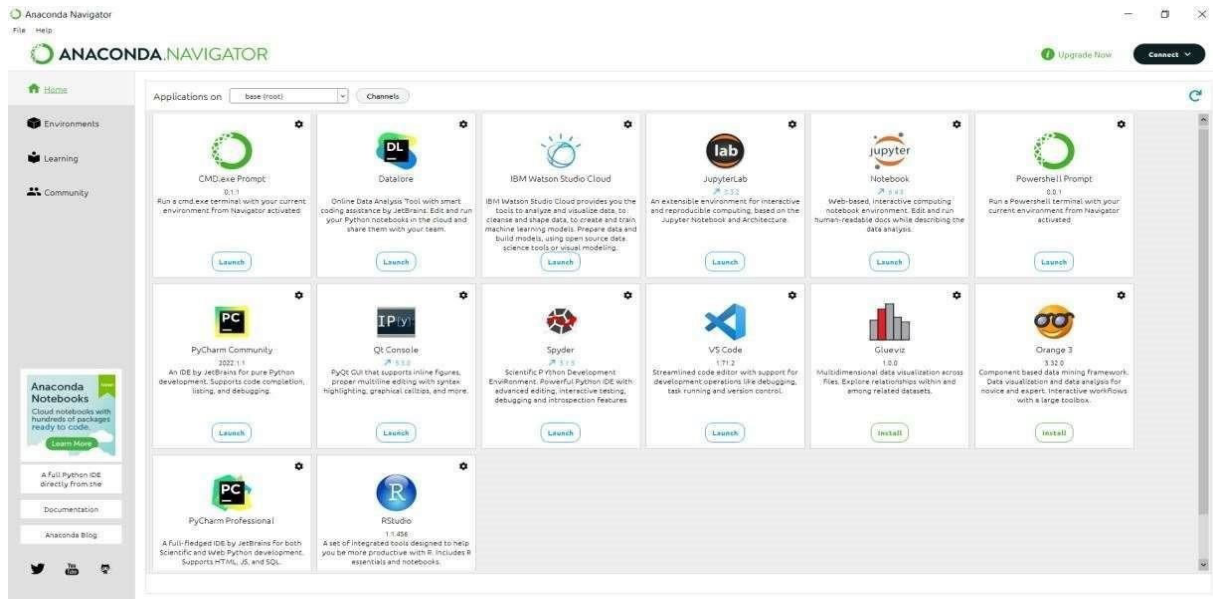 Anaconda Navigator
File Help
ANACONDA.NAVIGATOR
Upgrade Now
Connect
Home
Environments
Learning
Community
Applications on
base (root)
Channels
CMD.exe Prompt
0.1.1
Run a cmd.exe terminal with your current
environment from Navigator activated
Launch
DL
Datalore
Online Data Analysis Tool with smart
coding assistance by JetBrains. Edit and run
your Python notebooks in the cloud and
share them with your team.
Launch
IBM Watson Studio Cloud
IBM Watson Studio Cloud provides you the
tools to analyze and visualize data, to
cleanse and shape data, to create and train
machine learning models. Prepare data and
build models, using open source data
science tools or visual modeling.
Launch
lab
JupyterLab
An extensible environment for interactive
and reproducible computing, based on the
Jupyter Notebook and Architecture.
Launch
jupyter
Notebook
Web-based, interactive computing
notebook environment. Edit and run
human-readable docs while describing the
data analysis.
Launch
Powershell Prompt
0.0.1
Run a Powershell terminal with your
current environment from Navigator
activated
Launch
PC
PyCharm Community
2022.1.1
An IDE by JetBrains for pure Python
development. Supports code completion,
listing, and debugging.
Launch
IP[y]:
Qt Console
PyQt GUI that supports inline figures,
proper multiline editing with syntax
highlighting, graphical calltips, and more.
Launch
Spyder
Scientific PYthon Development
EnviRonment. Powerful Python IDE with
advanced editing, interactive testing,
debugging and introspection features
Launch
VS Code
1.71.2
Streamlined code editor with support for
development operations like debugging,
task running and version control.
Launch
Glueviz
1.0.0
Multidimensional data visualization across
files. Explore relationships within and
among related datasets.
Install
Orange 3
3.32.0
Component based data mining framework.
Data visualization and data analysis for
novice and expert. Interactive workflows
with a large toolbox.
Install
PC
PyCharm Professional
A full-fledged IDE by JetBrains for both
Scientific and Web Python development.
Supports HTML, JS, and SQL.
R
RStudio
1.1.456
A set of integrated tools designed to help
you be more productive with R. Includes R
essentials and notebooks.
Anaconda
Notebooks
Cloud notebooks with
hundreds of packages
ready to code.
Learn More
A full Python IDE
directly from the
Documentation
Anaconda Blog
You
Tube